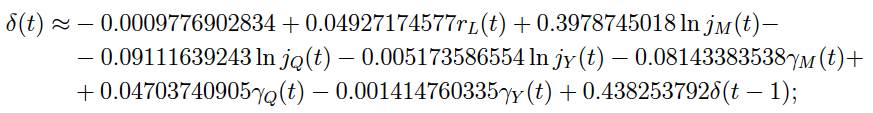 δ(t) ≈ − 0.0009776902834 + 0.04927174577r_L(t) + 0.3978745018 ln j_M(t)−
− 0.09111639243 ln j_Q(t) − 0.005173586554 ln j_Y(t) − 0.08143383538γ_M(t)+
+ 0.04703740905γ_Q(t) − 0.001414760335γ_Y(t) + 0.438253792δ(t − 1);